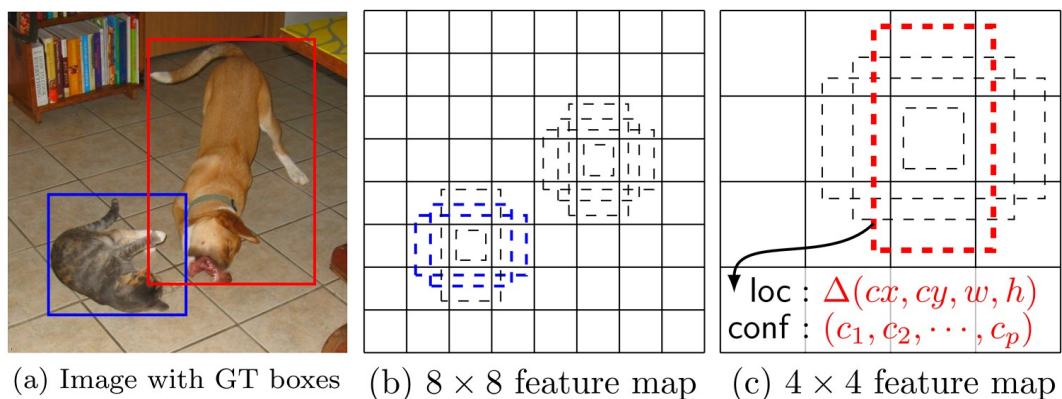 loc : Δ(cx, cy, w, h)
conf : (c₁, c₂, ⋯, cₚ)
(a) Image with GT boxes
(b) 8 × 8 feature map
(c) 4 × 4 feature map